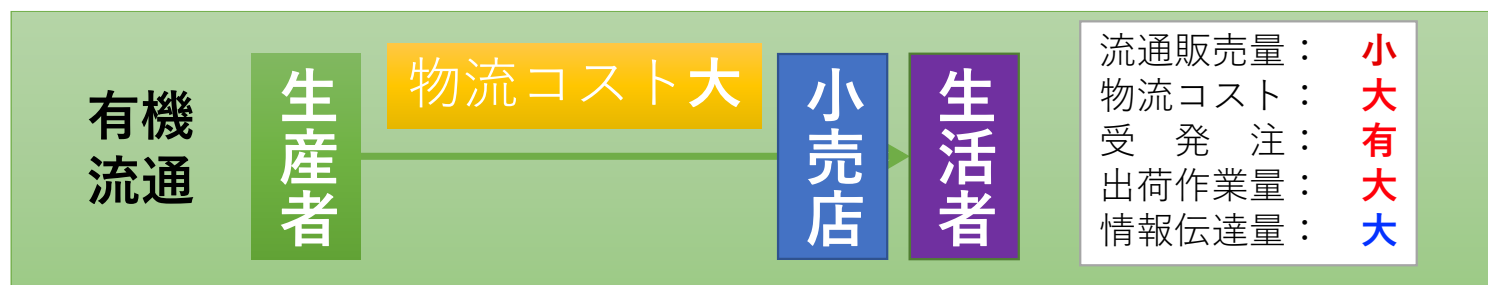 有機
流通
生産者
物流コスト大
小売店
生活者
流通販売量： 小
物流コスト： 大
受　発　注： 有
出荷作業量： 大
情報伝達量： 大